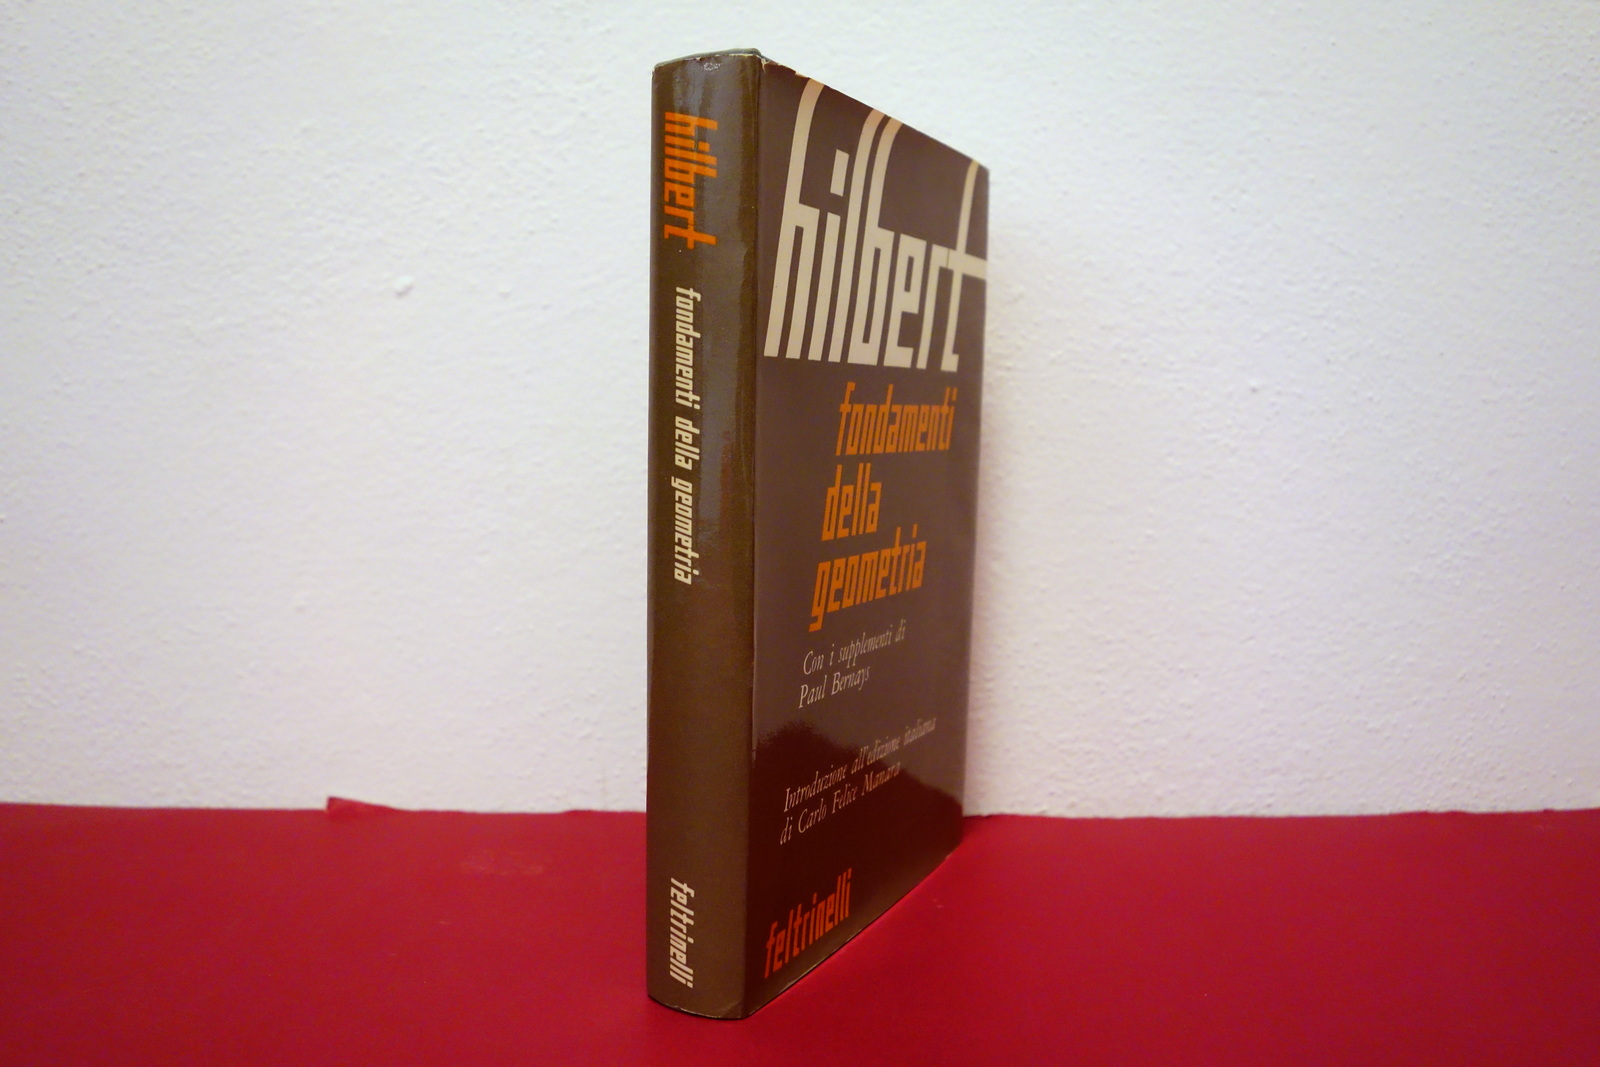 hilbert
fondamenti della geometria
feltrinelli
hilbert
fondamenti
della
geometria
Con i supplementi di
Paul Bernays
Introduzione all'edizione italiana
di Carlo Felice Manara
feltrinelli